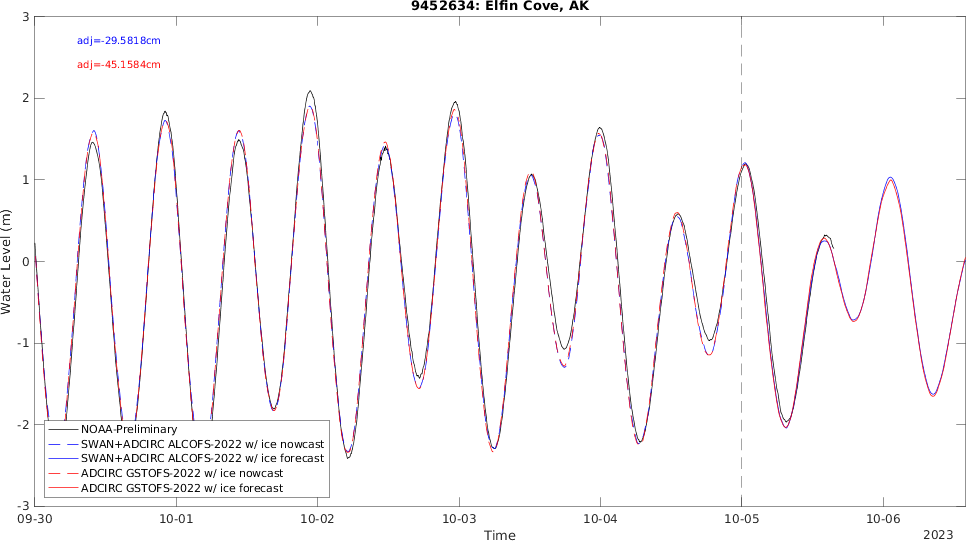 9452634: Elfin Cove, AK
adj=-29.5818cm
adj=-45.1584cm
Water Level (m)
3
2
1
0
-1
-2
-3
NOAA-Preliminary
SWAN+ADCIRC ALCOFS-2022 w/ ice nowcast
SWAN+ADCIRC ALCOFS-2022 w/ ice forecast
ADCIRC GSTOFS-2022 w/ ice nowcast
ADCIRC GSTOFS-2022 w/ ice forecast
09-30 10-01 10-02 10-03 10-04 10-05 10-06
Time
2023